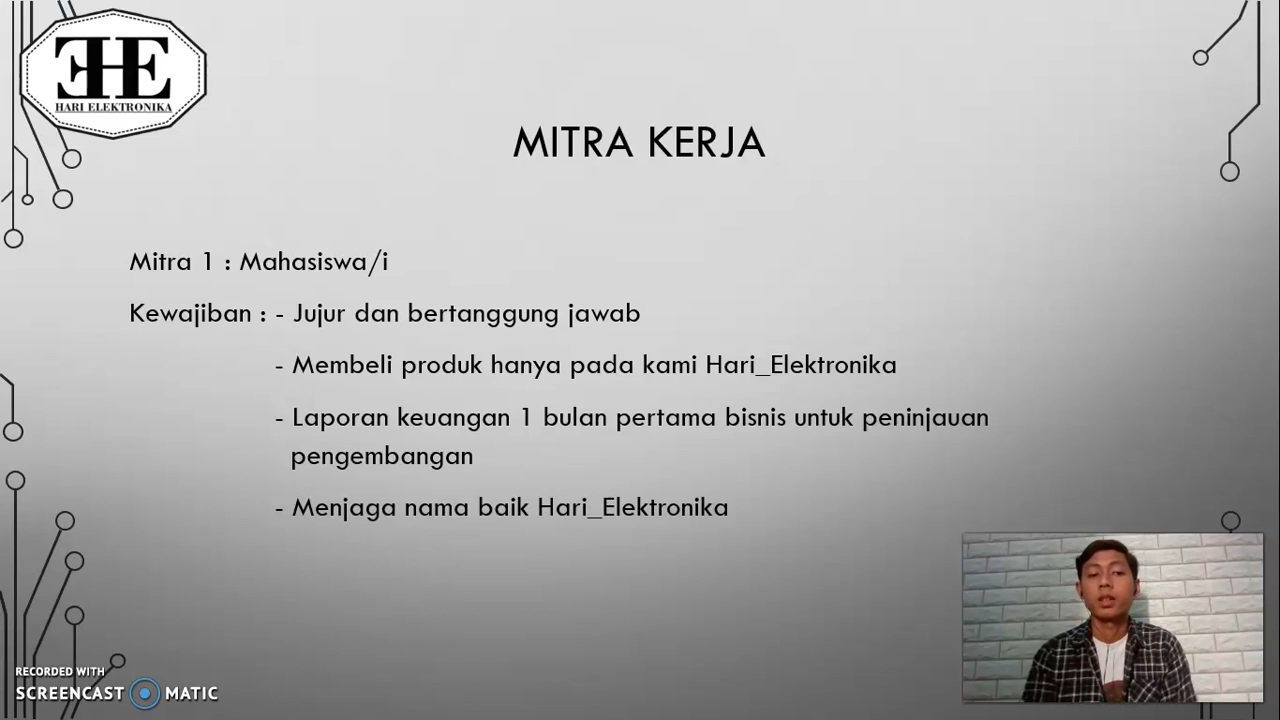 HE
HARI ELEKTRONIKA
MITRA KERJA
Mitra 1 : Mahasiswa/i
Kewajiban : - Jujur dan bertanggung jawab
- Membeli produk hanya pada kami Hari_Elektronika
- Laporan keuangan 1 bulan pertama bisnis untuk peninjauan
pengembangan
- Menjaga nama baik Hari_Elektronika
RECORDED WITH
SCREENCAST MATIC